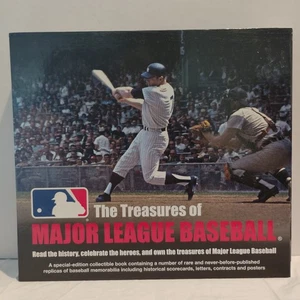 The Treasures of
MAJOR LEAGUE BASEBALL®
Read the history, celebrate the heroes, and own the treasures of Major League Baseball
A special-edition collectible book containing a number of rare and never-before-published
replicas of baseball memorabilia including historical scorecards, letters, contracts and posters